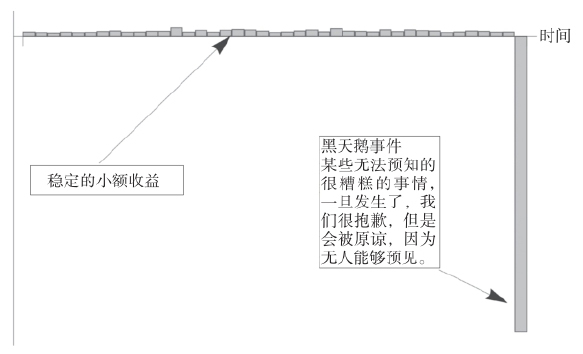 时间
稳定的小额收益
黑天鹅事件
某些无法预知的
很糟糕的事情，
一旦发生了，我
们很抱歉，但是
会被原谅，因为
无人能够预见。